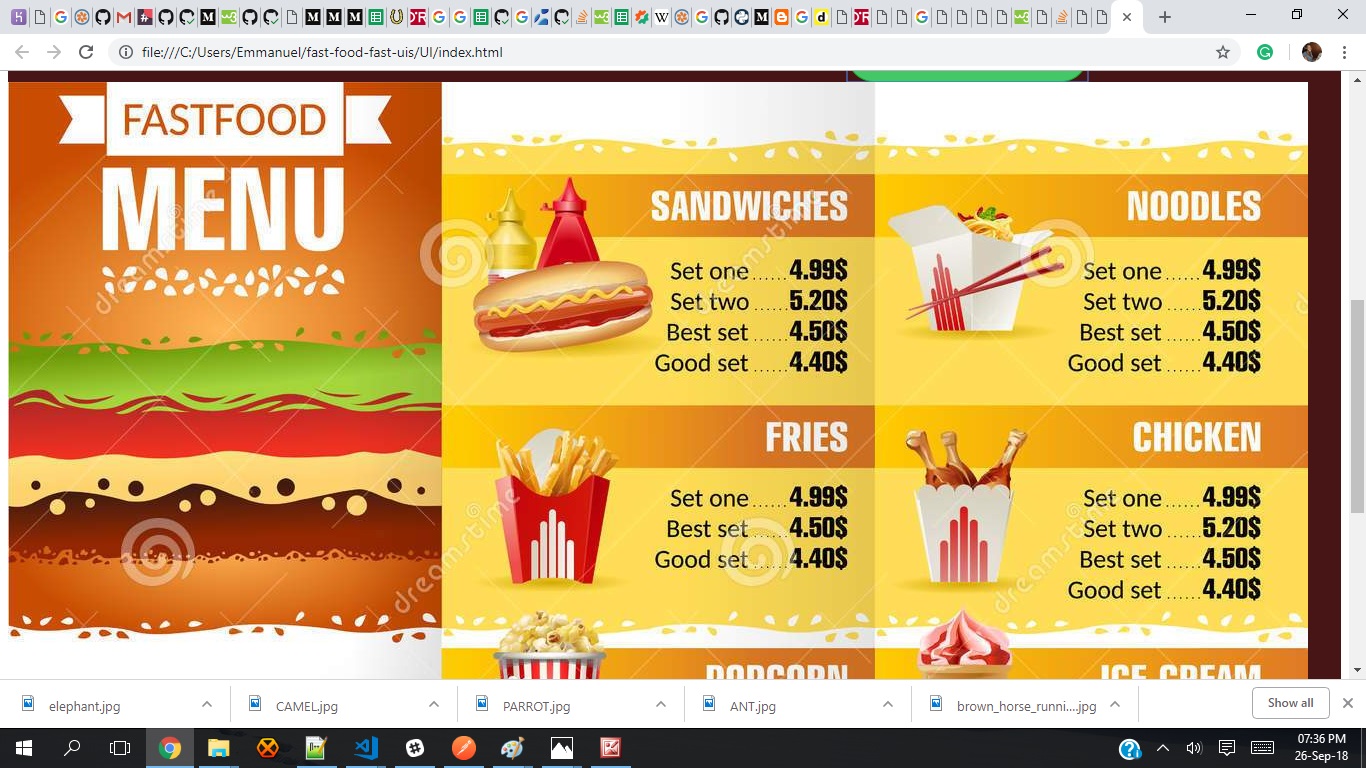 file:///C:/Users/Emmanuel/fast-food-fast-uis/UI/index.html
FASTFOOD
MENU
SANDWICHES
Set one ...... 4.99$
Set two ...... 5.20$
Best set ...... 4.50$
Good set ...... 4.40$
FRIES
Set one ...... 4.99$
Best set ...... 4.50$
Good set ...... 4.40$
POPCORN
NOODLES
Set one ...... 4.99$
Set two ...... 5.20$
Best set ...... 4.50$
Good set ...... 4.40$
CHICKEN
Set one ...... 4.99$
Set two ...... 5.20$
Best set ...... 4.50$
Good set ...... 4.40$
ICE CREAM
dreamstime
dreamstime
dreamstime
dreamstime
elephant.jpg
CAMEL.jpg
PARROT.jpg
ANT.jpg
brown_horse_runni....jpg
Show all
07:36 PM
26-Sep-18